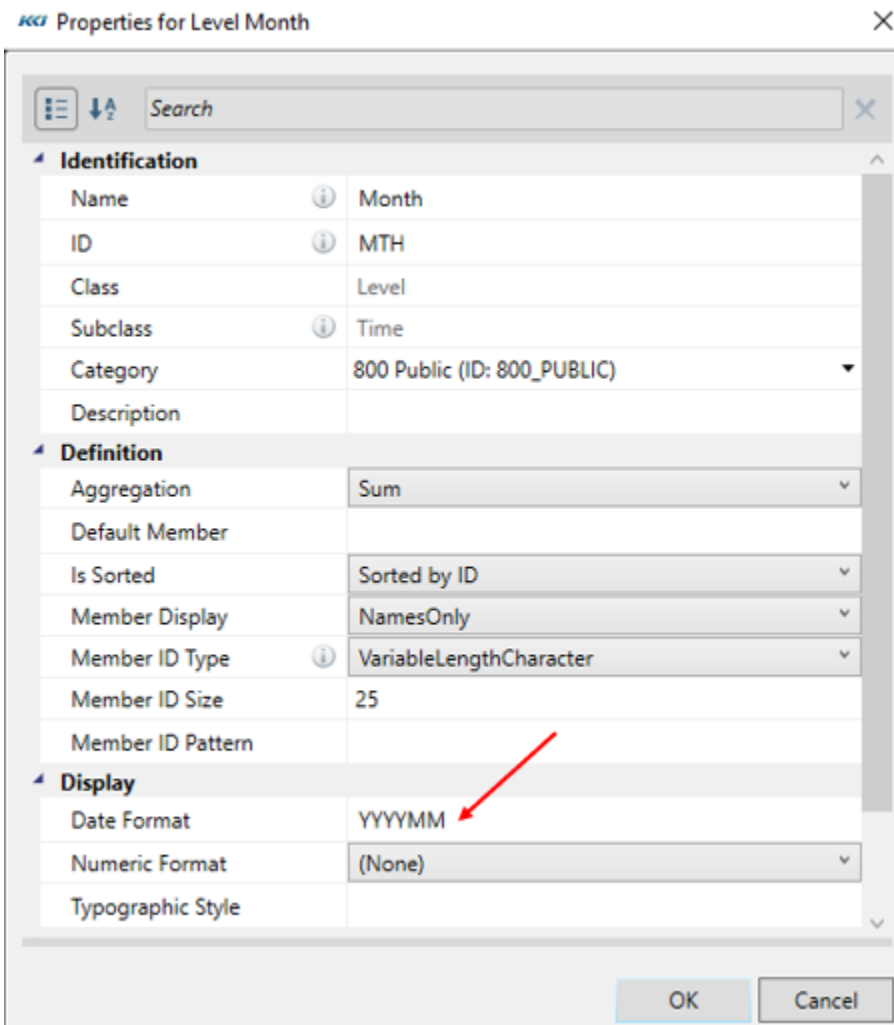 KCI Properties for Level Month
Search
Identification
Name Month
ID MTH
Class Level
Subclass Time
Category 800 Public (ID: 800_PUBLIC)
Description
Definition
Aggregation Sum
Default Member
Is Sorted Sorted by ID
Member Display NamesOnly
Member ID Type VariableLengthCharacter
Member ID Size 25
Member ID Pattern
Display
Date Format YYYYMM
Numeric Format (None)
Typographic Style
OK Cancel